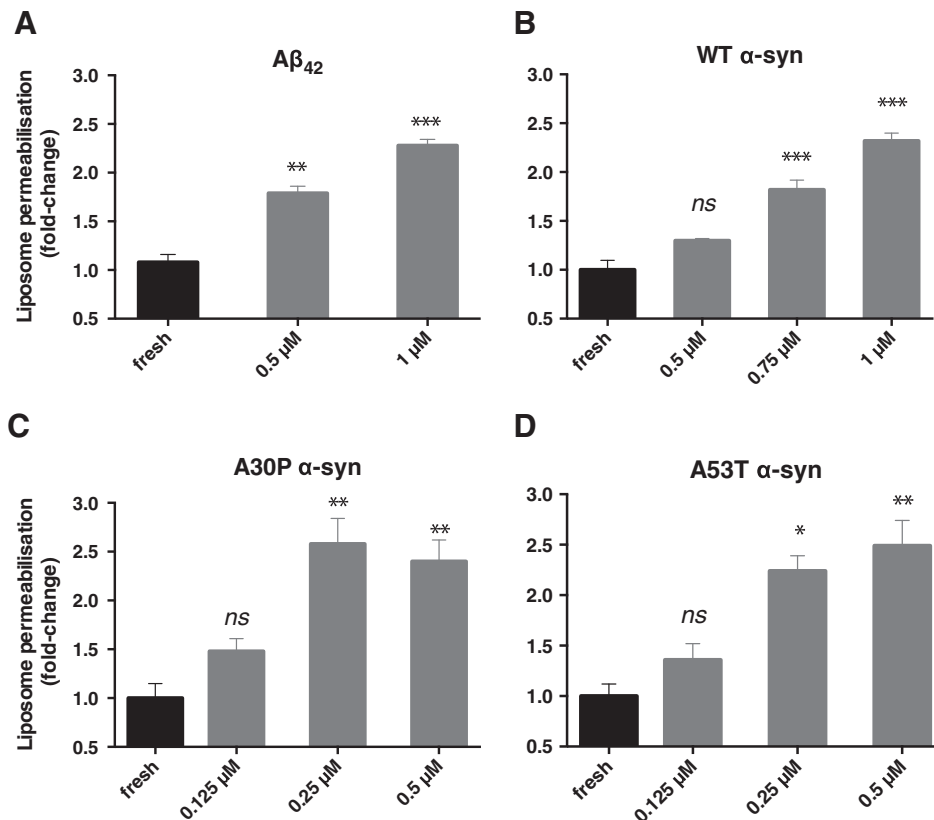 A
Aβ42
Liposome permeabilisation
(fold-change)
3.0
2.5
2.0
1.5
1.0
0.5
**
***
fresh
0.5 µM
1 µM
B
WT α-syn
3.0
2.5
2.0
1.5
1.0
0.5
ns
***
***
fresh
0.5 µM
0.75 µM
1 µM
C
A30P α-syn
Liposome permeabilisation
(fold-change)
3.0
2.5
2.0
1.5
1.0
0.5
ns
**
**
fresh
0.125 µM
0.25 µM
0.5 µM
D
A53T α-syn
3.0
2.5
2.0
1.5
1.0
0.5
ns
*
**
fresh
0.125 µM
0.25 µM
0.5 µM